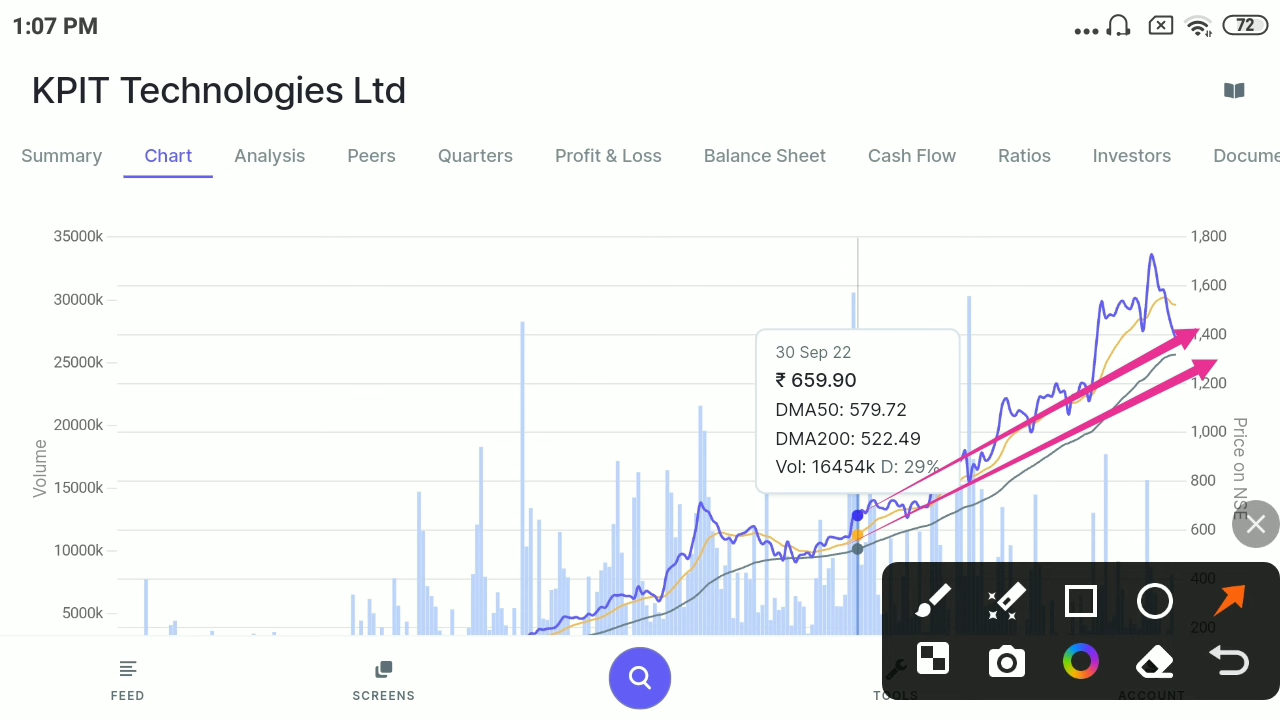 1:07 PM
72
KPIT Technologies Ltd
Summary Chart Analysis Peers Quarters Profit & Loss Balance Sheet Cash Flow Ratios Investors Docume
35000k 1,800
30000k 1,600
1,400
25000k
1,200
20000k 1,000
15000k 800
600
10000k
400
5000k
200
Volume
Price on NSE
30 Sep 22
₹ 659.90
DMA50: 579.72
DMA200: 522.49
Vol: 16454k D: 29%
FEED SCREENS TOOLS ACCOUNT